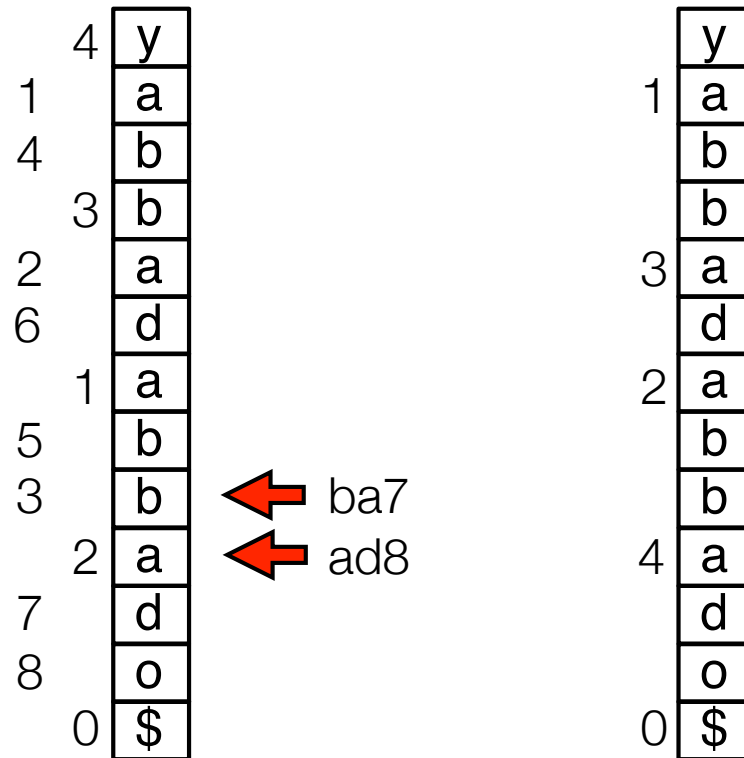 4 y y
1 a 1 a
4 b b
3 b b
2 a 3 a
6 d d
1 a 2 a
5 b b
3 b ba7 b
2 a ad8 4 a
7 d d
8 o o
0 $ 0 $